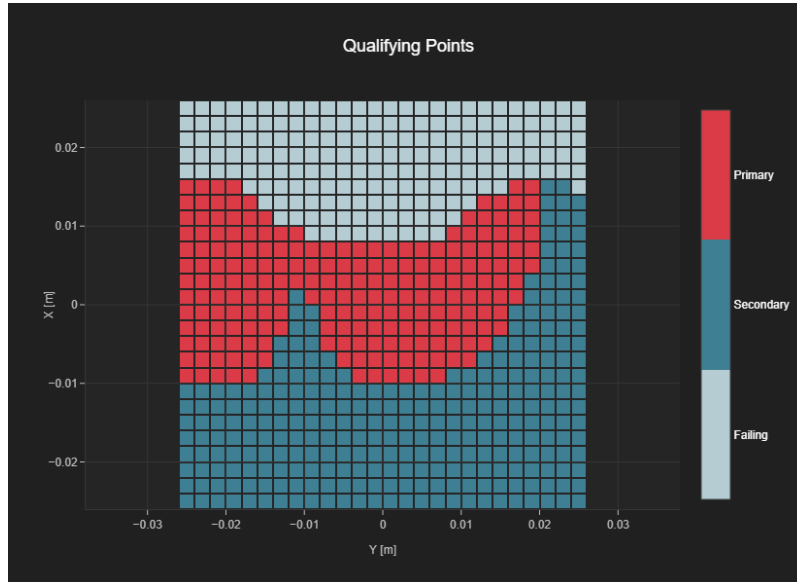 Qualifying Points
0.02
0.01
0
−0.01
−0.02
X [m]
−0.03
−0.02
−0.01
0
0.01
0.02
0.03
Y [m]
Primary
Secondary
Failing